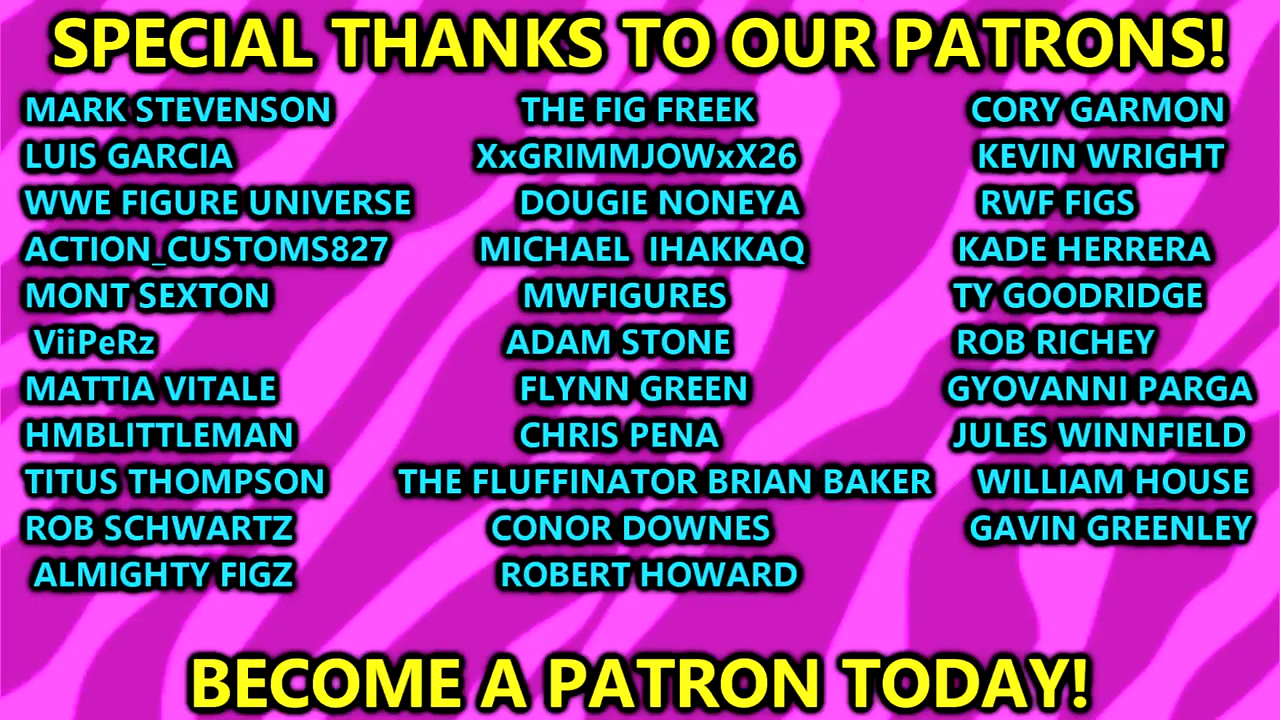 SPECIAL THANKS TO OUR PATRONS!
MARK STEVENSON THE FIG FREEK CORY GARMON
LUIS GARCIA XxGRIMMJOWxX26 KEVIN WRIGHT
WWE FIGURE UNIVERSE DOUGIE NONEYA RWF FIGS
ACTION_CUSTOMS827 MICHAEL IHAKKAQ KADE HERRERA
MONT SEXTON MWFIGURES TY GOODRIDGE
ViiPeRz ADAM STONE ROB RICHEY
MATTIA VITALE FLYNN GREEN GYOVANNI PARGA
HMBLITTLEMAN CHRIS PENA JULES WINNFIELD
TITUS THOMPSON THE FLUFFINATOR BRIAN BAKER WILLIAM HOUSE
ROB SCHWARTZ CONOR DOWNES GAVIN GREENLEY
ALMIGHTY FIGZ ROBERT HOWARD
BECOME A PATRON TODAY!